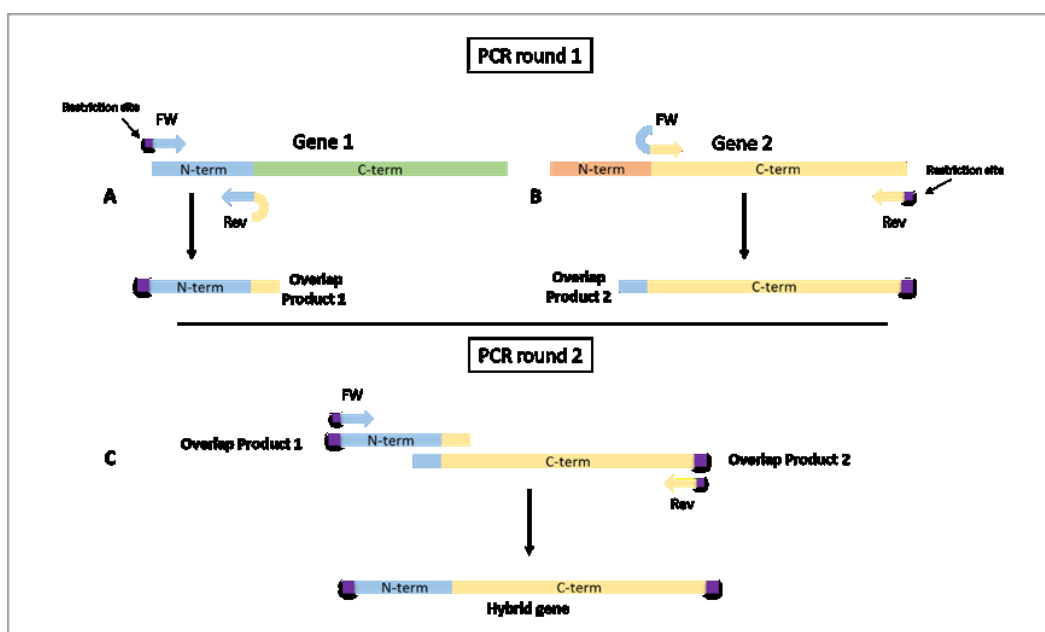 PCR round 1
Restriction site
FW
Gene 1
N-term
C-term
A
Rev
N-term
Overlap
Product 1
FW
Gene 2
N-term
C-term
Restriction site
B
Rev
Overlap
Product 2
C-term
PCR round 2
FW
Overlap Product 1
N-term
C
C-term
Overlap Product 2
Rev
N-term
C-term
Hybrid gene